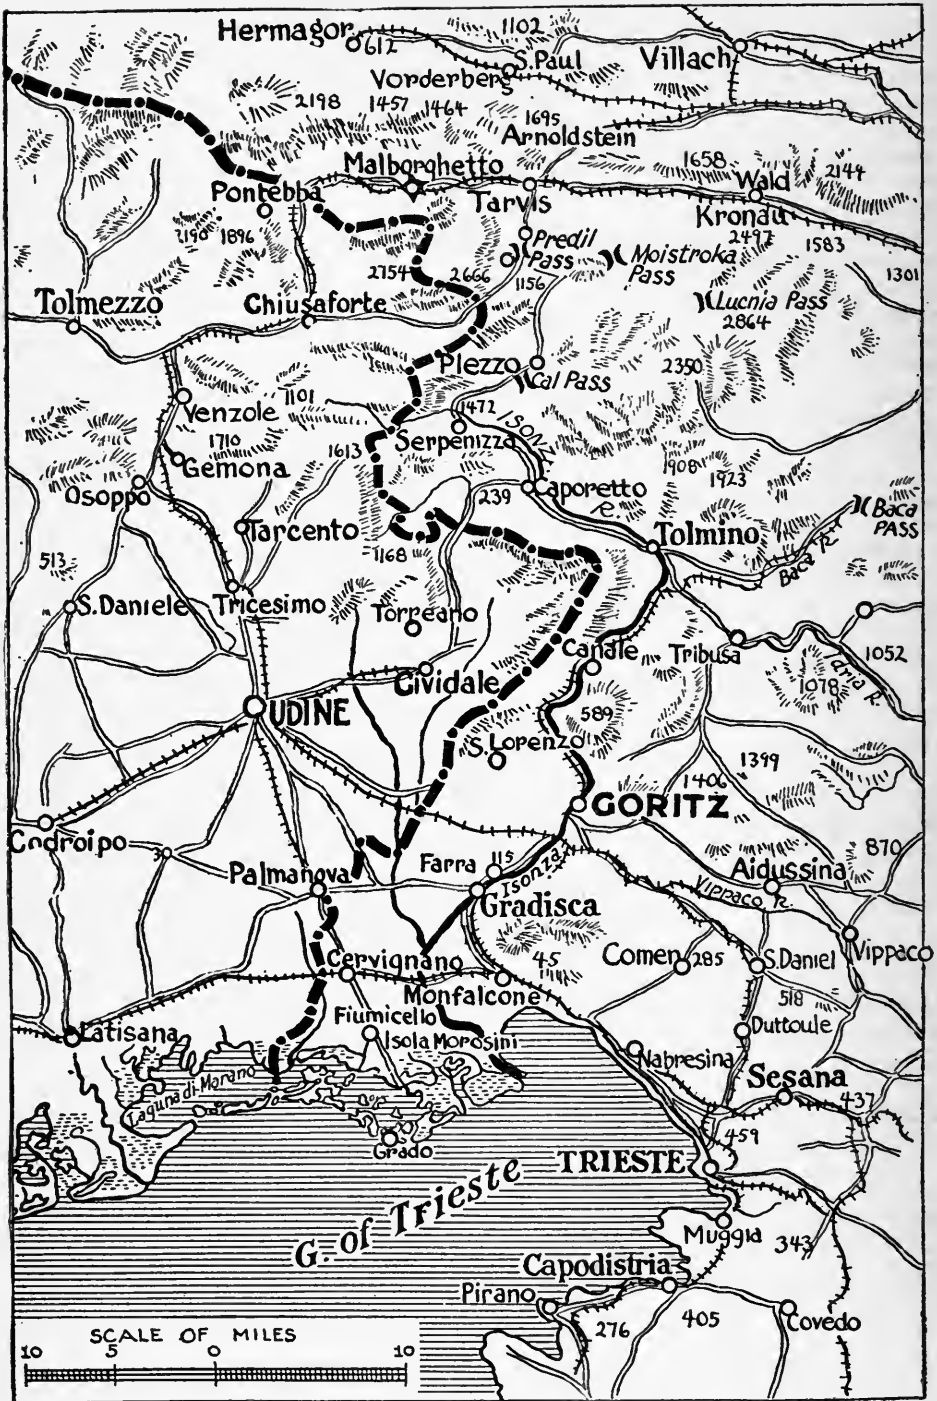 Hermagor
612
1102
S. Paul
Villach
Vorderberg
2198
1457
1464
1695
Arnoldstein
Malborghetto
1658
Wald
2144
Pontebba
Tarvis
Kronau
2497
1583
2190
1896
Predil
Pass
Moistroka
Pass
2754
2666
1156
1301
Tolmezzo
Chiusaforte
Lucnia Pass
2864
Plezzo
Cal Pass
2350
Venzole
1101
1472
ISONZO
Serpenizza
1710
Gemona
1613
1908
1923
Osoppo
239
Caporetto
R.
Baca
PASS
Tarcento
1168
Tolmino
Baca R.
513
S. Daniele
Tricesimo
Torreano
Canale
Tribusa
1052
Cividale
1078
dria R.
UDINE
589
S. Lorenzo
1399
1406
GORITZ
Codroipo
870
Farra
115
Isonza
Aidussina
Palmanova
Vippaco R.
Gradisca
Cervignano
45
Comen
285
S. Daniel
Vippaco
Monfalcone
518
Fiumicello
Latisana
Isola Morosini
Duttoule
Nabresina
Laguna di Marano
Sesana
437
Grado
459
TRIESTE
G. of Trieste
Muggia
343
Capodistria
Pirano
276
405
Covedo
SCALE OF MILES
10 5 0 10